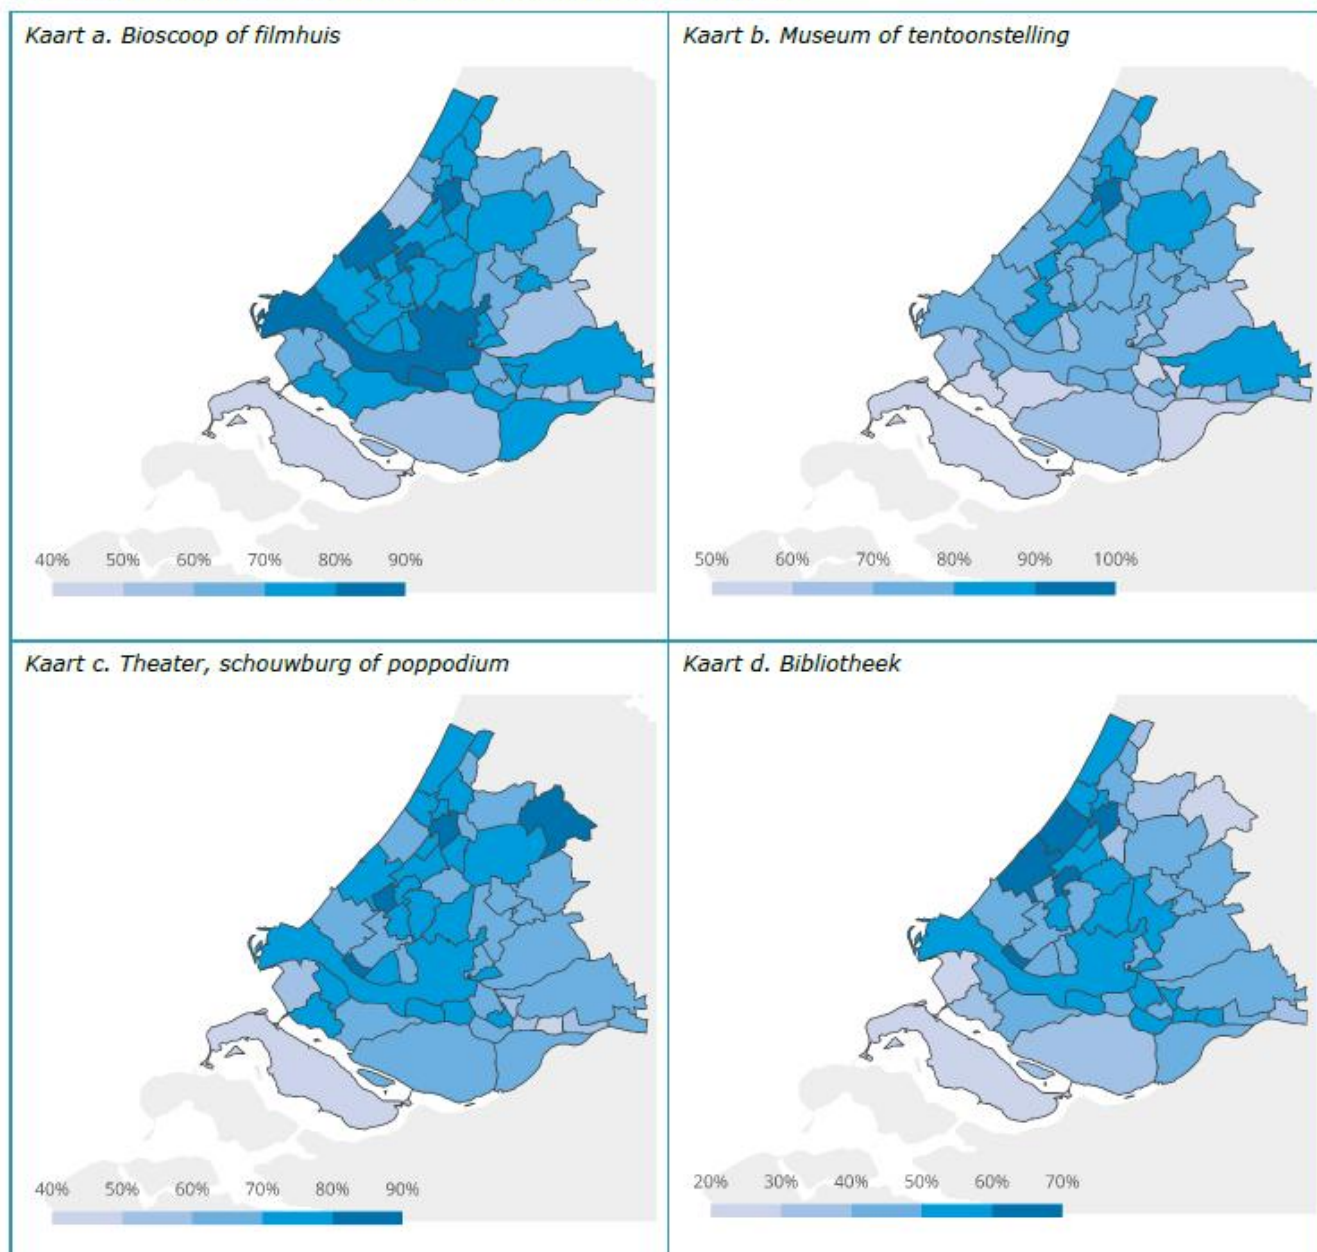 Kaart a. Bioscoop of filmhuis
40% 50% 60% 70% 80% 90%
Kaart b. Museum of tentoonstelling
50% 60% 70% 80% 90% 100%
Kaart c. Theater, schouwburg of poppodium
40% 50% 60% 70% 80% 90%
Kaart d. Bibliotheek
20% 30% 40% 50% 60% 70%